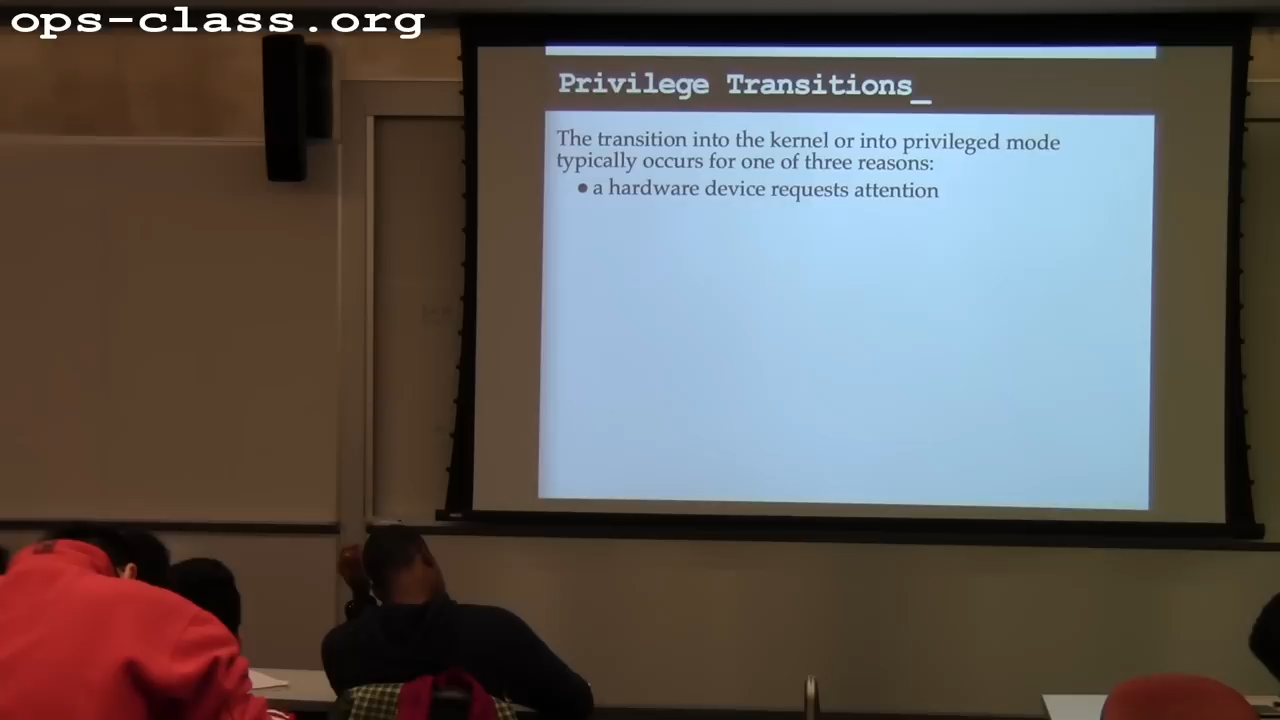 ops-class.org
Privilege Transitions_
The transition into the kernel or into privileged mode
typically occurs for one of three reasons:
● a hardware device requests attention